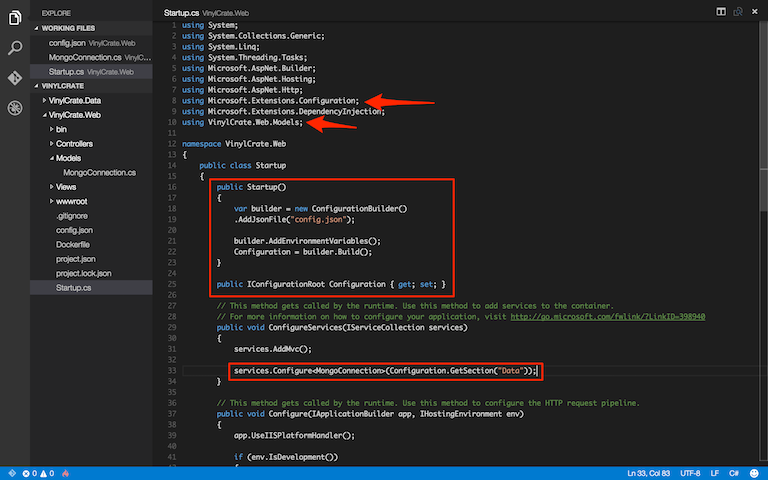 EXPLORE
WORKING FILES
config.json VinylCrate.Web
MongoConnection.cs VinylC...
Startup.cs VinylCrate.Web
VINYLCRATE
VinylCrate.Data
VinylCrate.Web
bin
Controllers
Models
MongoConnection.cs
Views
wwwroot
.gitignore
config.json
Dockerfile
project.json
project.lock.json
Startup.cs
Startup.cs VinylCrate.Web
1 using System;
2 using System.Collections.Generic;
3 using System.Linq;
4 using System.Threading.Tasks;
5 using Microsoft.AspNet.Builder;
6 using Microsoft.AspNet.Hosting;
7 using Microsoft.AspNet.Http;
8 using Microsoft.Extensions.Configuration;
9 using Microsoft.Extensions.DependencyInjection;
10 using VinylCrate.Web.Models;
11
12 namespace VinylCrate.Web
13 {
14 public class Startup
15 {
16 public Startup()
17 {
18 var builder = new ConfigurationBuilder()
19 .AddJsonFile("config.json");
20
21 builder.AddEnvironmentVariables();
22 Configuration = builder.Build();
23 }
24
25 public IConfigurationRoot Configuration { get; set; }
26
27 // This method gets called by the runtime. Use this method to add services to the container.
28 // For more information on how to configure your application, visit http://go.microsoft.com/fwlink/?LinkID=398940
29 public void ConfigureServices(IServiceCollection services)
30 {
31 services.AddMvc();
32
33 services.Configure<MongoConnection>(Configuration.GetSection("Data"));
34 }
35
36 // This method gets called by the runtime. Use this method to configure the HTTP request pipeline.
37 public void Configure(IApplicationBuilder app, IHostingEnvironment env)
38 {
39 app.UseIISPlatformHandler();
40
41 if (env.IsDevelopment())
42 {
0 0
Ln 33, Col 83 UTF-8 LF C#